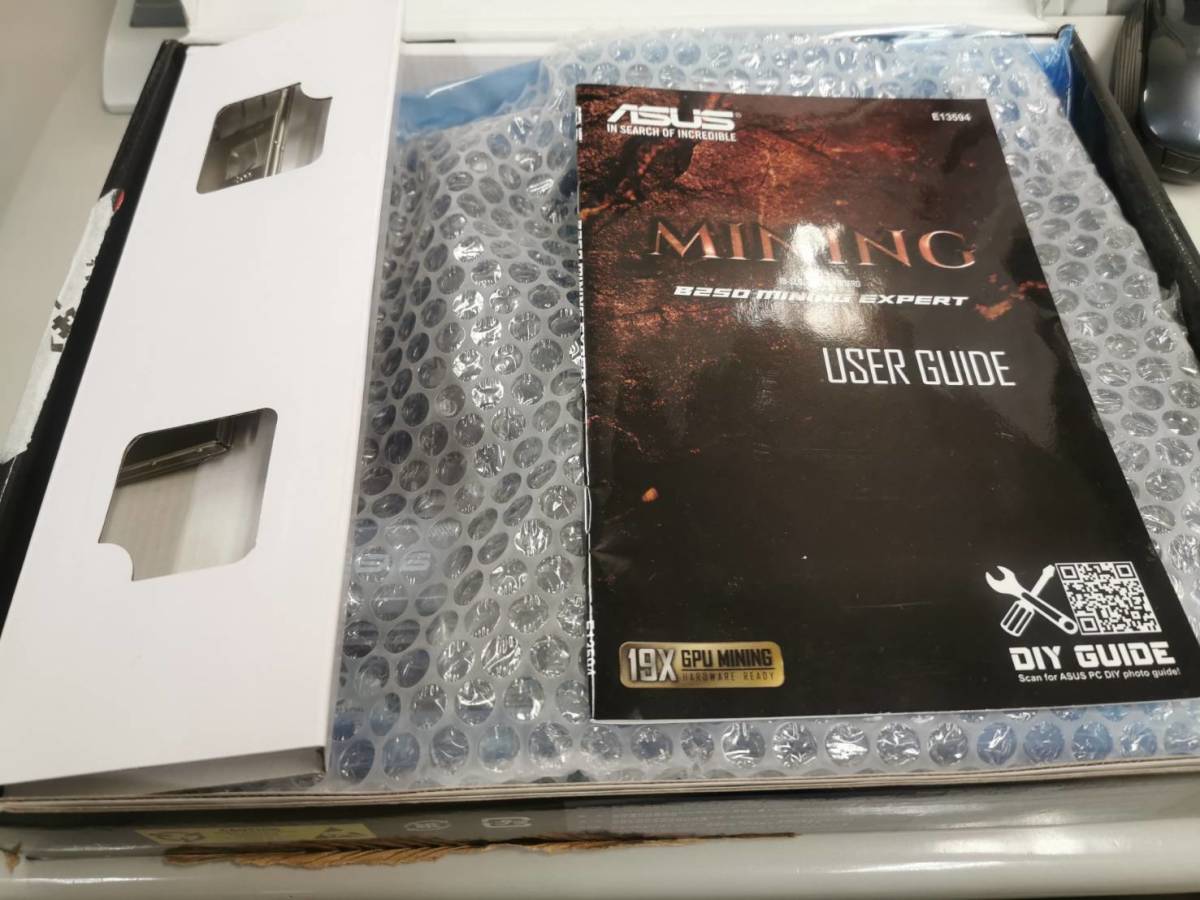 ASUS
IN SEARCH OF INCREDIBLE
E13594
MINING
B250 MINING EXPERT
USER GUIDE
19X GPU MINING
HARDWARE READY
DIY GUIDE
Scan for ASUS PC DIY photo guide!